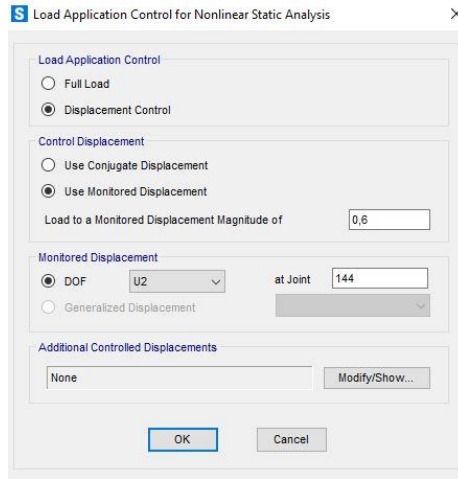 S Load Application Control for Nonlinear Static Analysis
Load Application Control
Full Load
Displacement Control
Control Displacement
Use Conjugate Displacement
Use Monitored Displacement
Load to a Monitored Displacement Magnitude of 0,6
Monitored Displacement
DOF U2 at Joint 144
Generalized Displacement
Additional Controlled Displacements
None Modify/Show...
OK Cancel